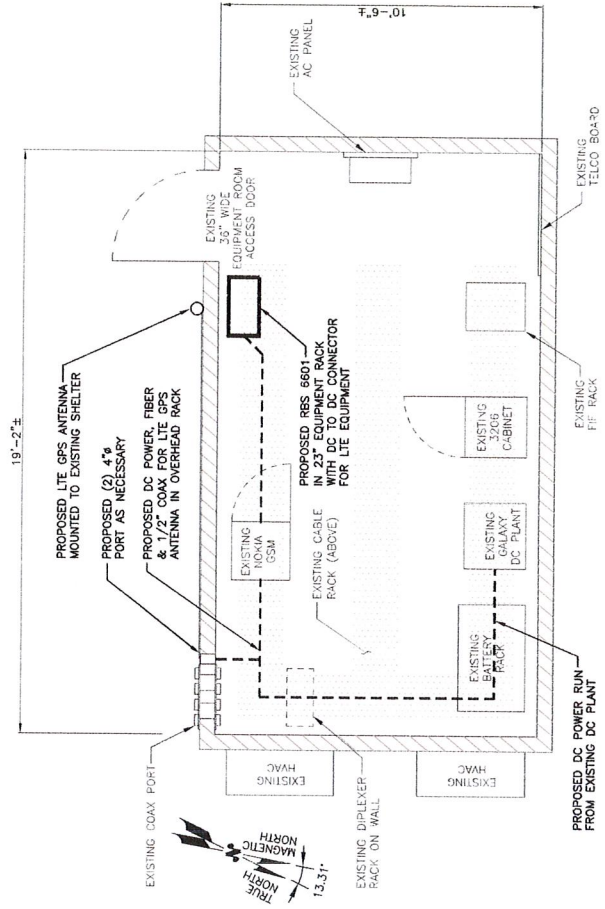 19'-2"±
10'-6"±
PROPOSED LTE GPS ANTENNA
MOUNTED TO EXISTING SHELTER
PROPOSED (2) 4"ø
PORT AS NECESSARY
PROPOSED DC POWER, FIBER
& 1/2" COAX FOR LTE GPS
ANTENNA IN OVERHEAD RACK
EXISTING COAX PORT
EXISTING
36" WIDE
EQUIPMENT ROOM
ACCESS DOOR
EXISTING
AC PANEL
EXISTING
NOKIA
GSM
PROPOSED RBS 6601
IN 23" EQUIPMENT RACK
WITH DC TO DC CONNECTOR
FOR LTE EQUIPMENT
EXISTING CABLE
RACK (ABOVE)
EXISTING
HVAC
EXISTING
HVAC
TRUE
NORTH
MAGNETIC
NORTH
N
13.31°
EXISTING DIPLEXER
RACK ON WALL
EXISTING
BATTERY
RACK
EXISTING
GALAXY
DC PLANT
EXISTING
3206
CABINET
EXISTING
FIF RACK
EXISTING
TELCO BOARD
PROPOSED DC POWER RUN
FROM EXISTING DC PLANT